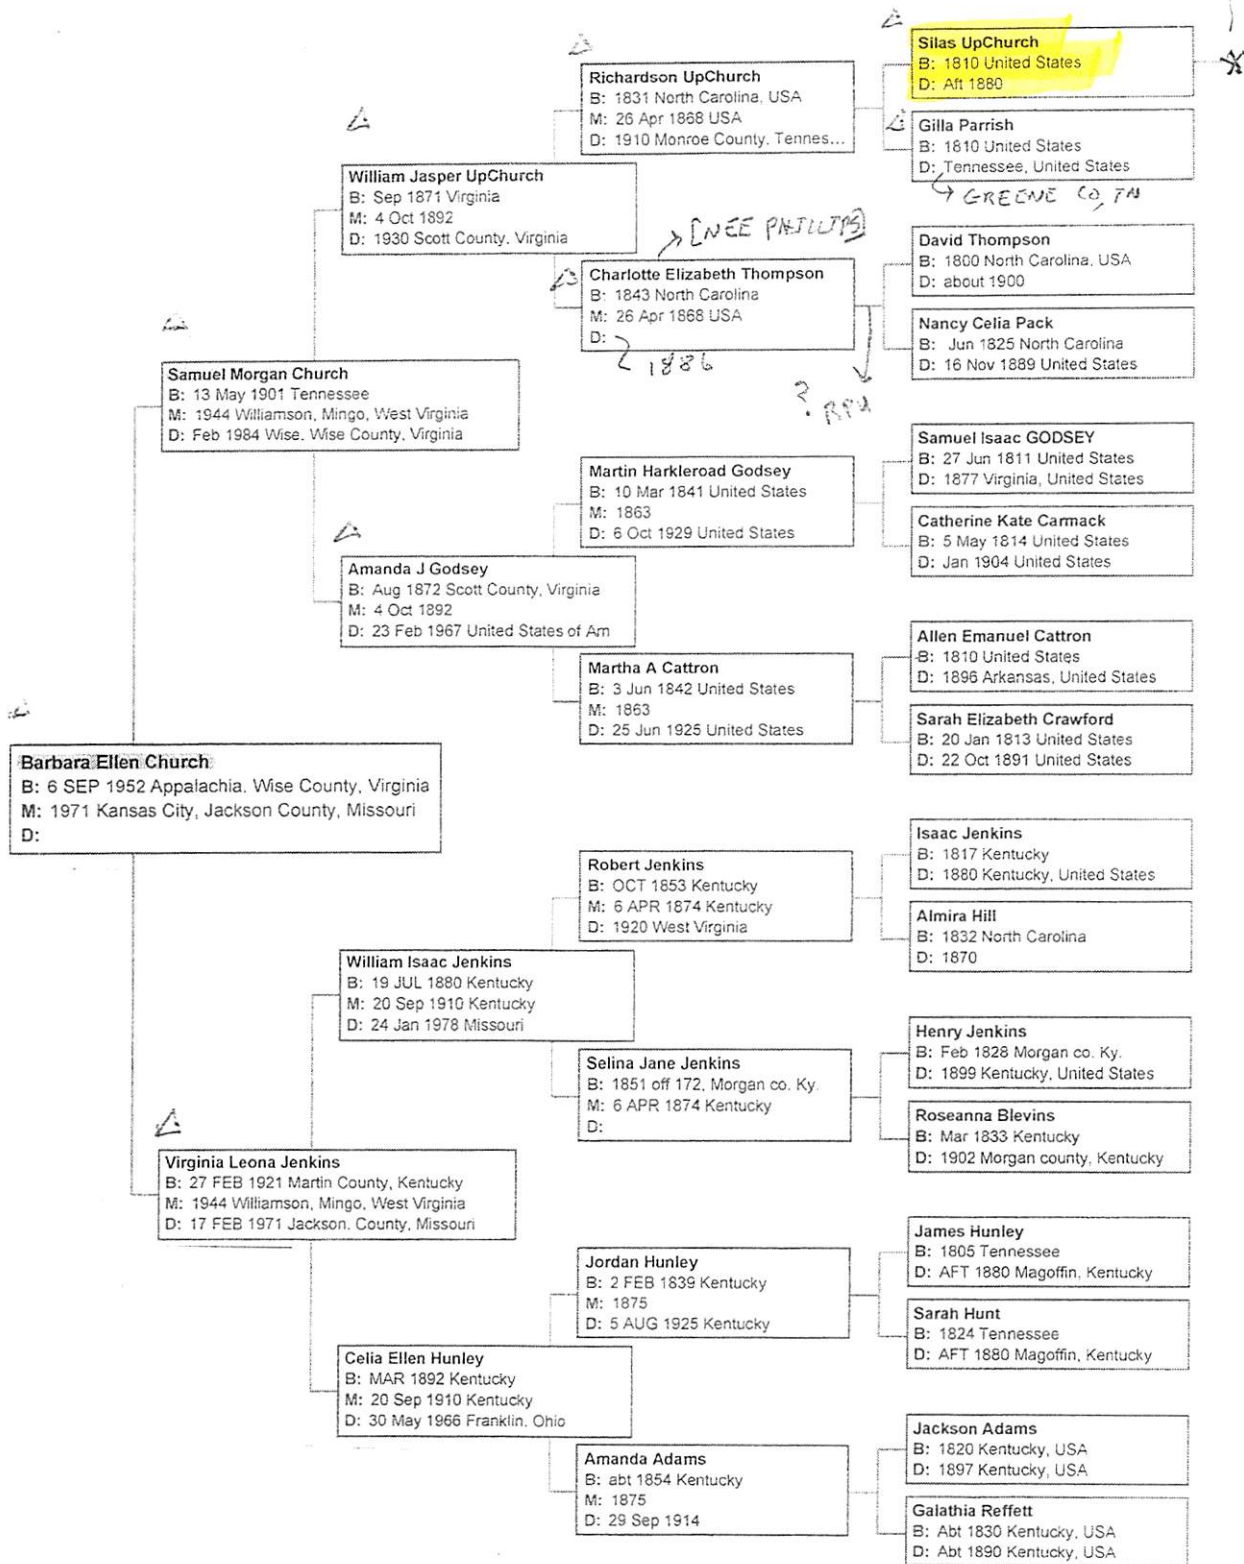 Silas UpChurch
B: 1810 United States
D: Aft 1880
Richardson UpChurch
B: 1831 North Carolina, USA
M: 26 Apr 1868 USA
D: 1910 Monroe County, Tennes...
Gilla Parrish
B: 1810 United States
D: Tennessee, United States
GREENE CO, TN
William Jasper UpChurch
B: Sep 1871 Virginia
M: 4 Oct 1892
D: 1930 Scott County, Virginia
[NEE PHILLIPS]
David Thompson
B: 1800 North Carolina, USA
D: about 1900
Charlotte Elizabeth Thompson
B: 1843 North Carolina
M: 26 Apr 1868 USA
D:
1886
Nancy Celia Pack
B: Jun 1825 North Carolina
D: 16 Nov 1889 United States
?
Samuel Morgan Church
B: 13 May 1901 Tennessee
M: 1944 Williamson, Mingo, West Virginia
D: Feb 1984 Wise, Wise County, Virginia
Samuel Isaac GODSEY
B: 27 Jun 1811 United States
D: 1877 Virginia, United States
Martin Harkleroad Godsey
B: 10 Mar 1841 United States
M: 1863
D: 6 Oct 1929 United States
Catherine Kate Carmack
B: 5 May 1814 United States
D: Jan 1904 United States
Amanda J Godsey
B: Aug 1872 Scott County, Virginia
M: 4 Oct 1892
D: 23 Feb 1967 United States of Am
Allen Emanuel Cattron
B: 1810 United States
D: 1896 Arkansas, United States
Martha A Cattron
B: 3 Jun 1842 United States
M: 1863
D: 25 Jun 1925 United States
Sarah Elizabeth Crawford
B: 20 Jan 1813 United States
D: 22 Oct 1891 United States
Barbara Ellen Church
B: 6 SEP 1952 Appalachia, Wise County, Virginia
M: 1971 Kansas City, Jackson County, Missouri
D:
Isaac Jenkins
B: 1817 Kentucky
D: 1880 Kentucky, United States
Robert Jenkins
B: OCT 1853 Kentucky
M: 6 APR 1874 Kentucky
D: 1920 West Virginia
Almira Hill
B: 1832 North Carolina
D: 1870
William Isaac Jenkins
B: 19 JUL 1880 Kentucky
M: 20 Sep 1910 Kentucky
D: 24 Jan 1978 Missouri
Henry Jenkins
B: Feb 1828 Morgan co. Ky.
D: 1899 Kentucky, United States
Selina Jane Jenkins
B: 1851 off 172, Morgan co. Ky.
M: 6 APR 1874 Kentucky
D:
Roseanna Blevins
B: Mar 1833 Kentucky
D: 1902 Morgan county, Kentucky
Virginia Leona Jenkins
B: 27 FEB 1921 Martin County, Kentucky
M: 1944 Williamson, Mingo, West Virginia
D: 17 FEB 1971 Jackson. County, Missouri
James Hunley
B: 1805 Tennessee
D: AFT 1880 Magoffin, Kentucky
Jordan Hunley
B: 2 FEB 1839 Kentucky
M: 1875
D: 5 AUG 1925 Kentucky
Sarah Hunt
B: 1824 Tennessee
D: AFT 1880 Magoffin, Kentucky
Celia Ellen Hunley
B: MAR 1892 Kentucky
M: 20 Sep 1910 Kentucky
D: 30 May 1966 Franklin, Ohio
Jackson Adams
B: 1820 Kentucky, USA
D: 1897 Kentucky, USA
Amanda Adams
B: abt 1854 Kentucky
M: 1875
D: 29 Sep 1914
Galathia Reffett
B: Abt 1830 Kentucky, USA
D: Abt 1890 Kentucky, USA